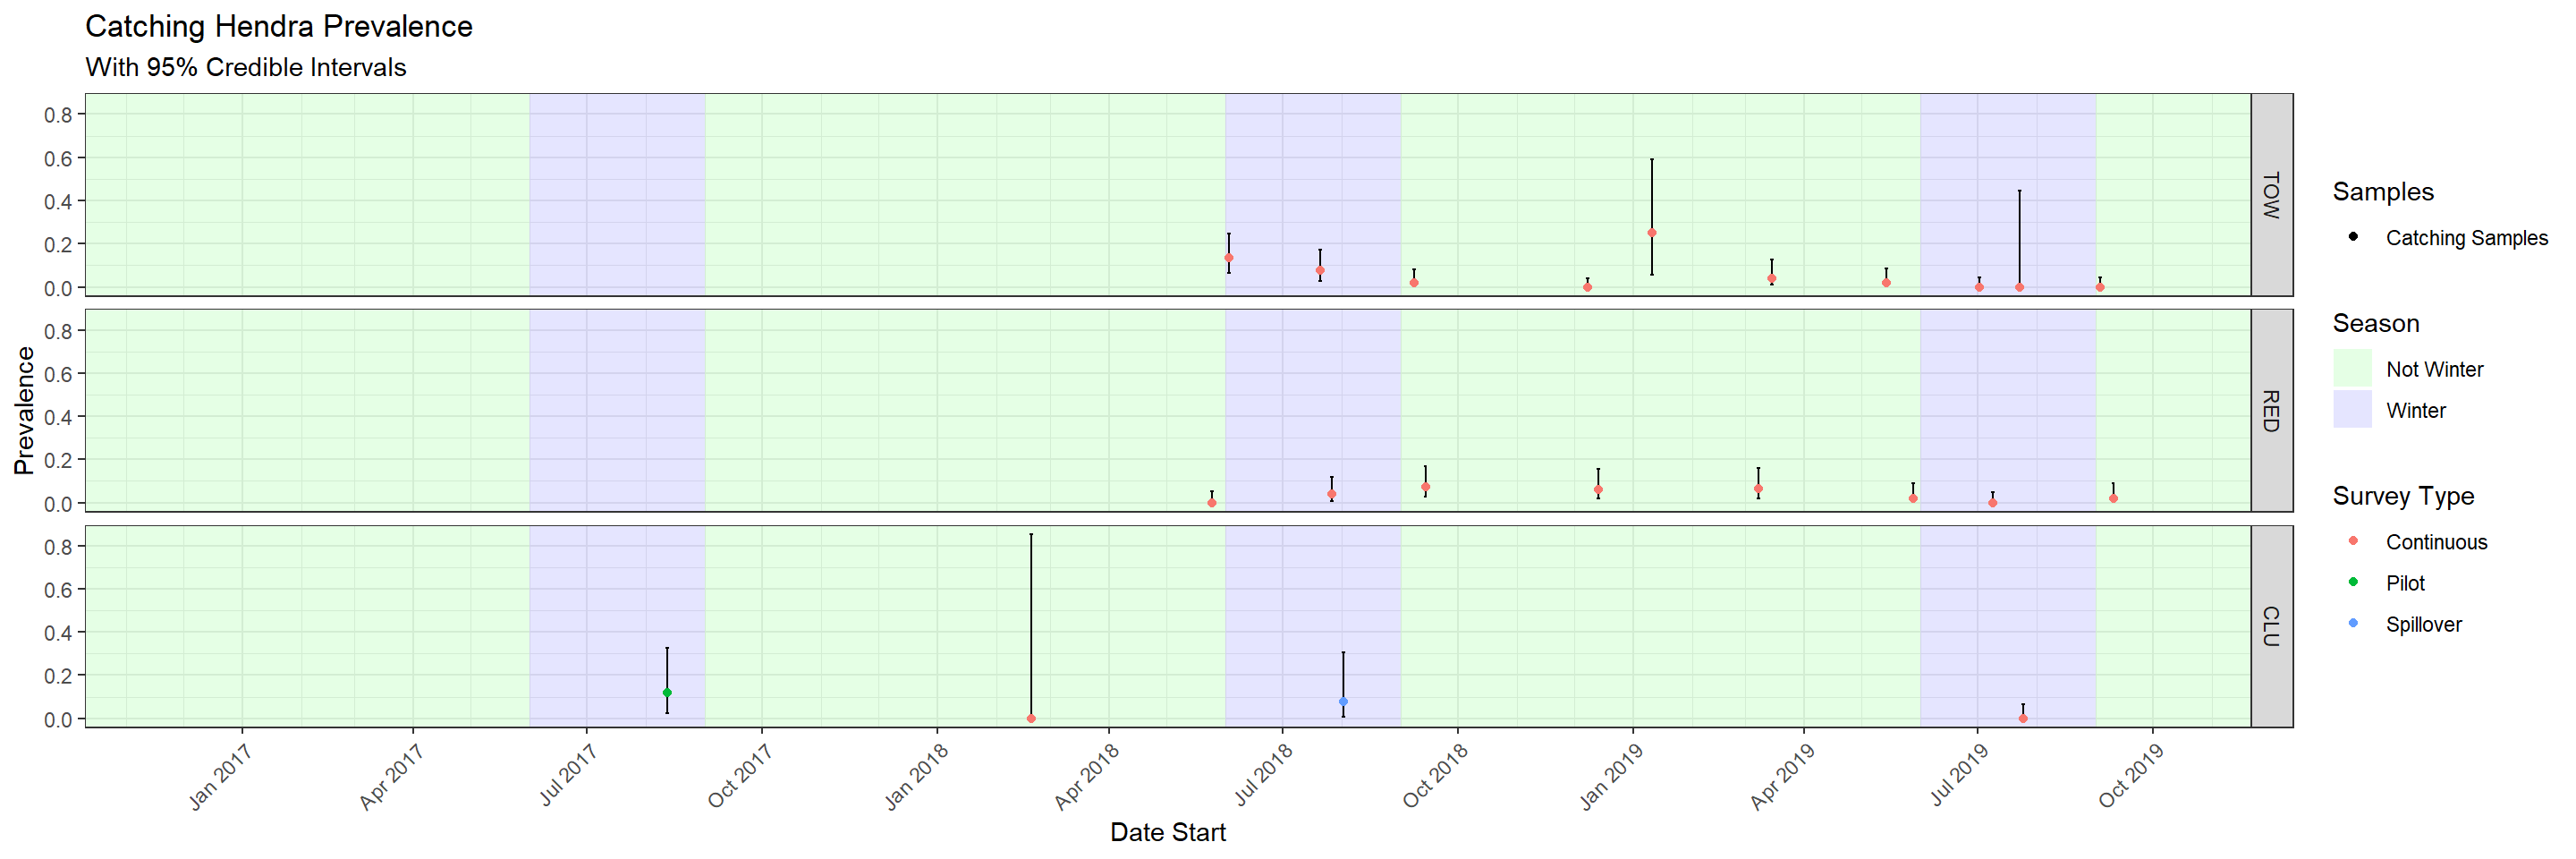 Catching Hendra Prevalence
With 95% Credible Intervals
Prevalence
0.8
0.6
0.4
0.2
0.0
TOW
0.8
0.6
0.4
0.2
0.0
RED
0.8
0.6
0.4
0.2
0.0
CLU
Jan 2017
Apr 2017
Jul 2017
Oct 2017
Jan 2018
Apr 2018
Jul 2018
Oct 2018
Jan 2019
Apr 2019
Jul 2019
Oct 2019
Date Start
Samples
Catching Samples
Season
Not Winter
Winter
Survey Type
Continuous
Pilot
Spillover